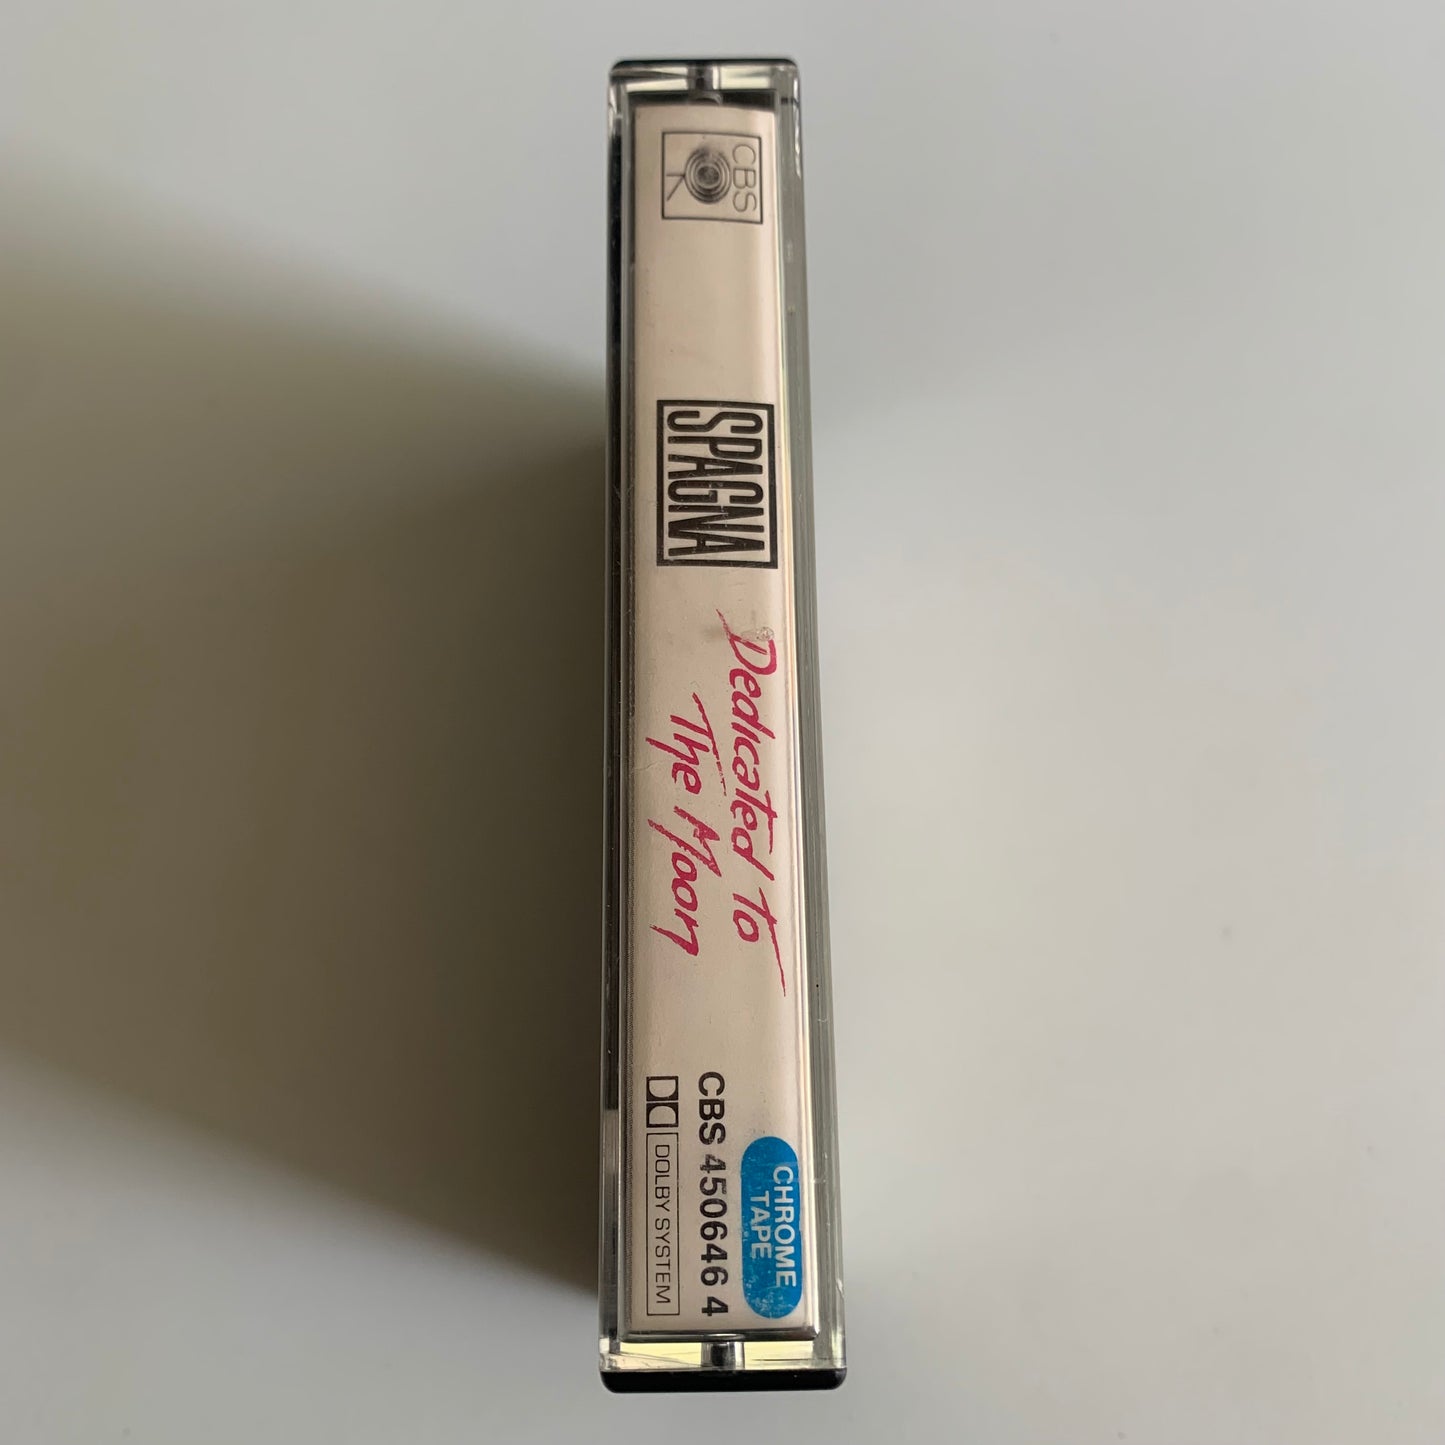 CBS
SPAGNA
Dedicated to
The Moon
CHROME
TAPE
CBS 450646 4
DOLBY SYSTEM